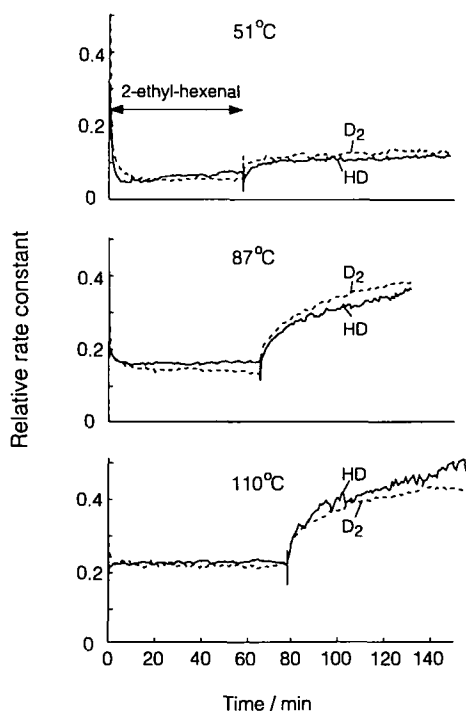 51°C
2-ethyl-hexenal
D2
HD
0.4
0.2
0
87°C
D2
HD
0.4
0.2
0
110°C
HD
D2
0.4
0.2
0
0 20 40 60 80 100 120 140
Relative rate constant
Time / min